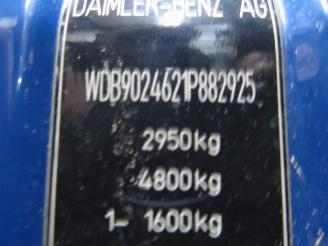 DAIMLER-BENZ AG
WDB9024621P882925
2950kg
4800kg
1- 1600kg